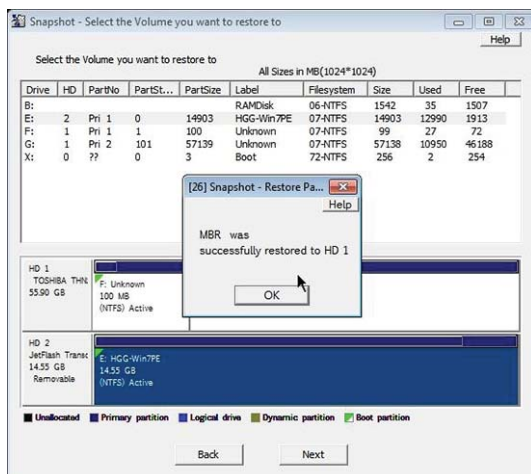 Snapshot - Select the Volume you want to restore to
Help
Select the Volume you want to restore to
All Sizes in MB(1024*1024)
Drive HD PartNo PartSt... PartSize Label Filesystem Size Used Free
B: RAMDisk 06-NTFS 1542 35 1507
E: 2 Pri 1 0 14903 HGG-Win7PE 07-NTFS 14903 12990 1913
F: 1 Pri 1 1 100 Unknown 07-NTFS 99 27 72
G: 1 Pri 2 101 57139 Unknown 07-NTFS 57138 10950 46188
X: 0 ?? 0 3 Boot 72-NTFS 256 2 254
[26] Snapshot - Restore Pa...
Help
MBR was
successfully restored to HD 1
OK
HD 1
TOSHIBA THN
55.90 GB
F: Unknown
100 MB
(NTFS) Active
HD 2
JetFlash Transc
14.55 GB
Removable
E: HGG-Win7PE
14.55 GB
(NTFS) Active
Unallocated Primary partition Logical drive Dynamic partition Boot partition
Back Next